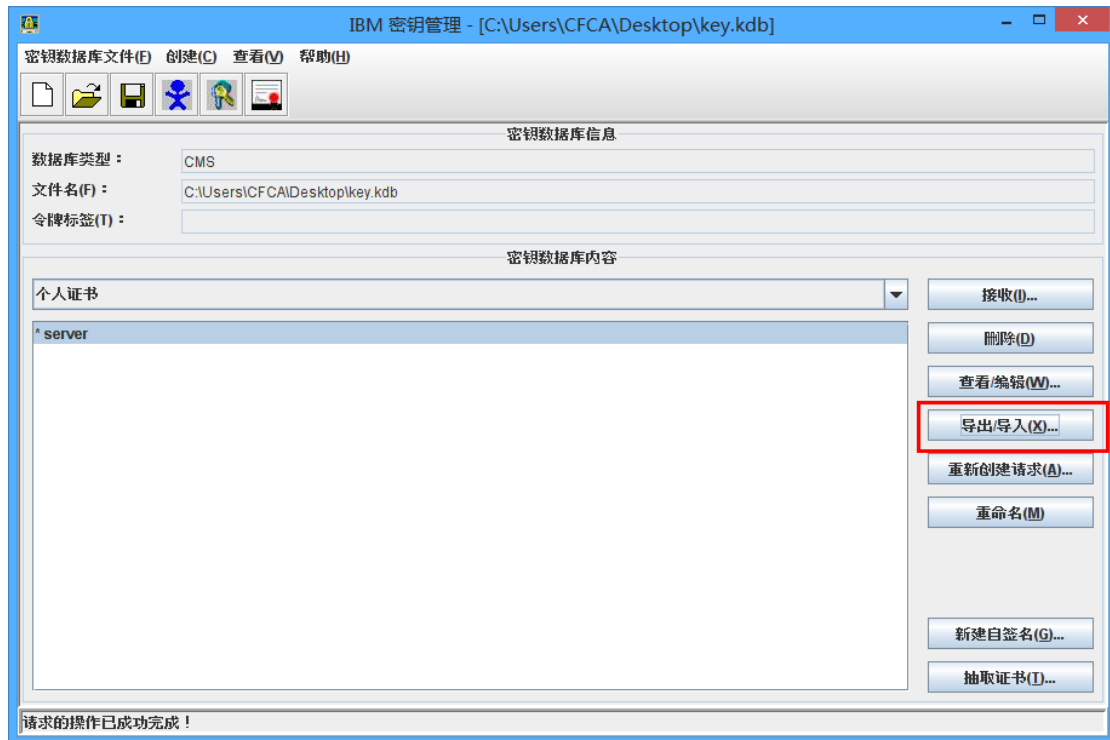 IBM 密钥管理 - [C:\Users\CFCA\Desktop\key.kdb]
密钥数据库文件(F) 创建(C) 查看(V) 帮助(H)
密钥数据库信息
数据库类型： CMS
文件名(F)： C:\Users\CFCA\Desktop\key.kdb
令牌标签(T)：
密钥数据库内容
个人证书
接收(I)...
* server
删除(D)
查看/编辑(W)...
导出/导入(X)...
重新创建请求(A)...
重命名(M)
新建自签名(G)...
抽取证书(T)...
请求的操作已成功完成！